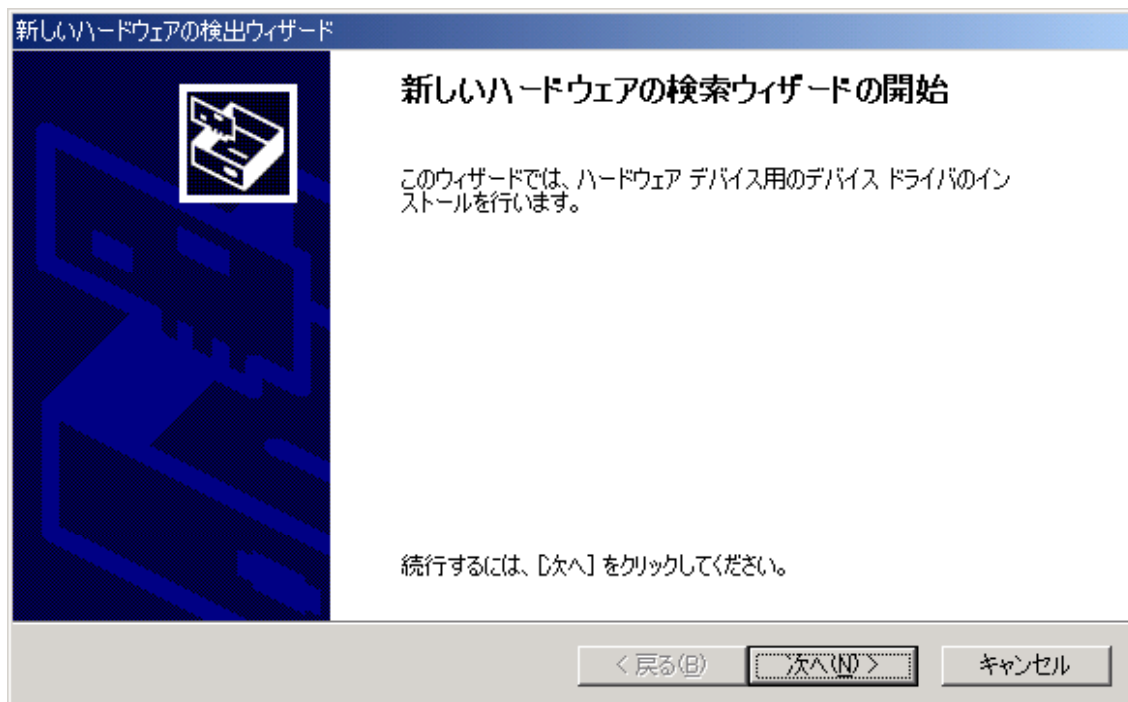 新しいハードウェアの検出ウィザード
新しいハードウェアの検索ウィザードの開始
このウィザードでは、ハードウェア デバイス用のデバイス ドライバのイン
ストールを行います。
続行するには、[次へ] をクリックしてください。
< 戻る(B)
次へ(N) >
キャンセル